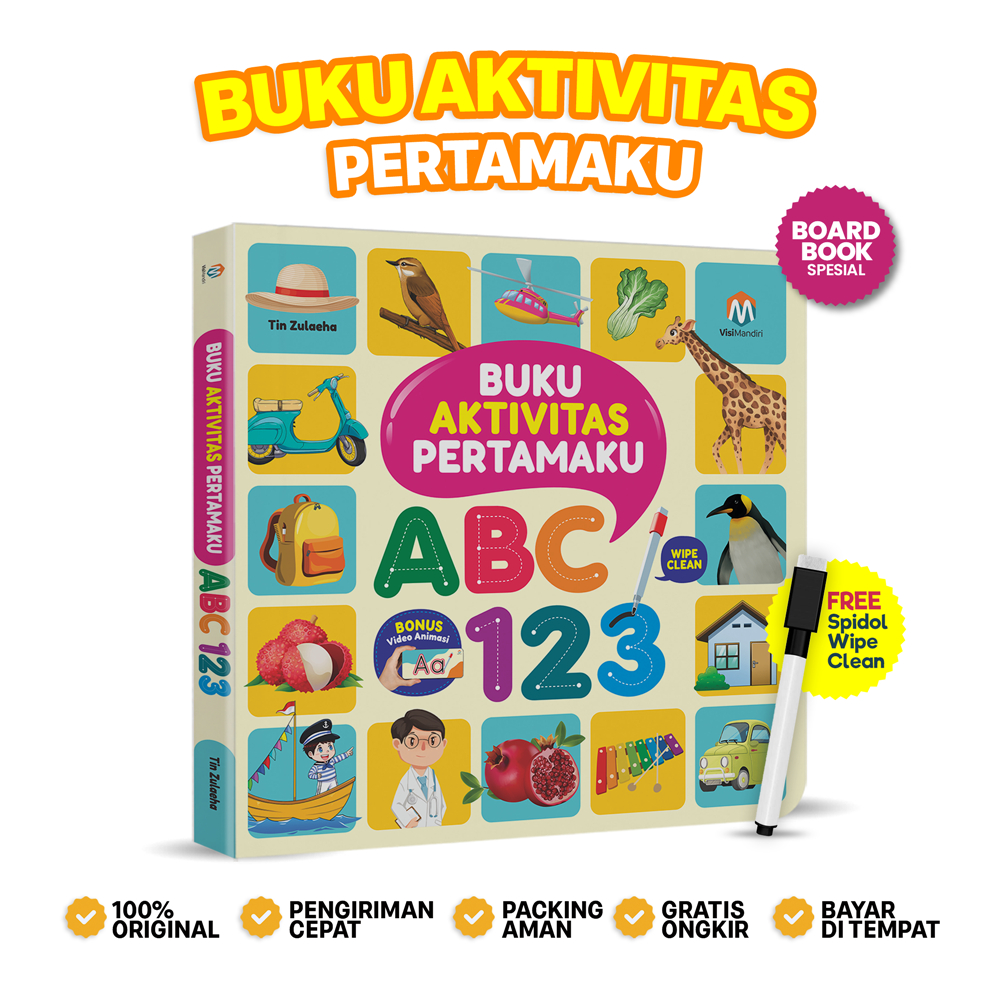 BUKU AKTIVITAS
PERTAMAKU
BOARD
BOOK
SPESIAL
VisiMandiri
Tin Zulaeha
VisiMandiri
BUKU
AKTIVITAS
PERTAMAKU
BUKU AKTIVITAS PERTAMAKU
ABC
WIPE
CLEAN
ABC 123
BONUS
Video Animasi
Aa
123
FREE
Spidol
Wipe
Clean
Tin Zulaeha
100%
ORIGINAL
PENGIRIMAN
CEPAT
PACKING
AMAN
GRATIS
ONGKIR
BAYAR
DI TEMPAT